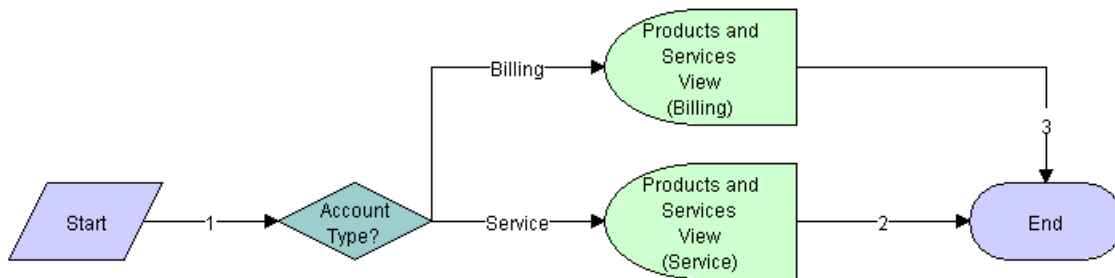 Products and
Services
View
(Billing)
Billing
3
Start
1
Account
Type?
Service
Products and
Services
View
(Service)
2
End